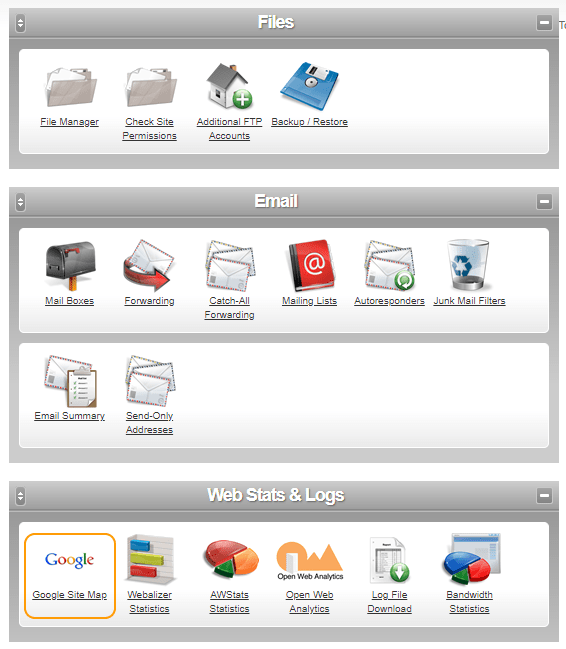 Files
To
File Manager
Check Site
Permissions
Additional FTP
Accounts
Backup / Restore
Email
Mail Boxes
Forwarding
Catch-All
Forwarding
Mailing Lists
Autoresponders
Junk Mail Filters
Email Summary
Send-Only
Addresses
Web Stats & Logs
Google
Google Site Map
Webalizer
Statistics
AWStats
Statistics
Open Web Analytics
Open Web
Analytics
Log File
Download
Bandwidth
Statistics